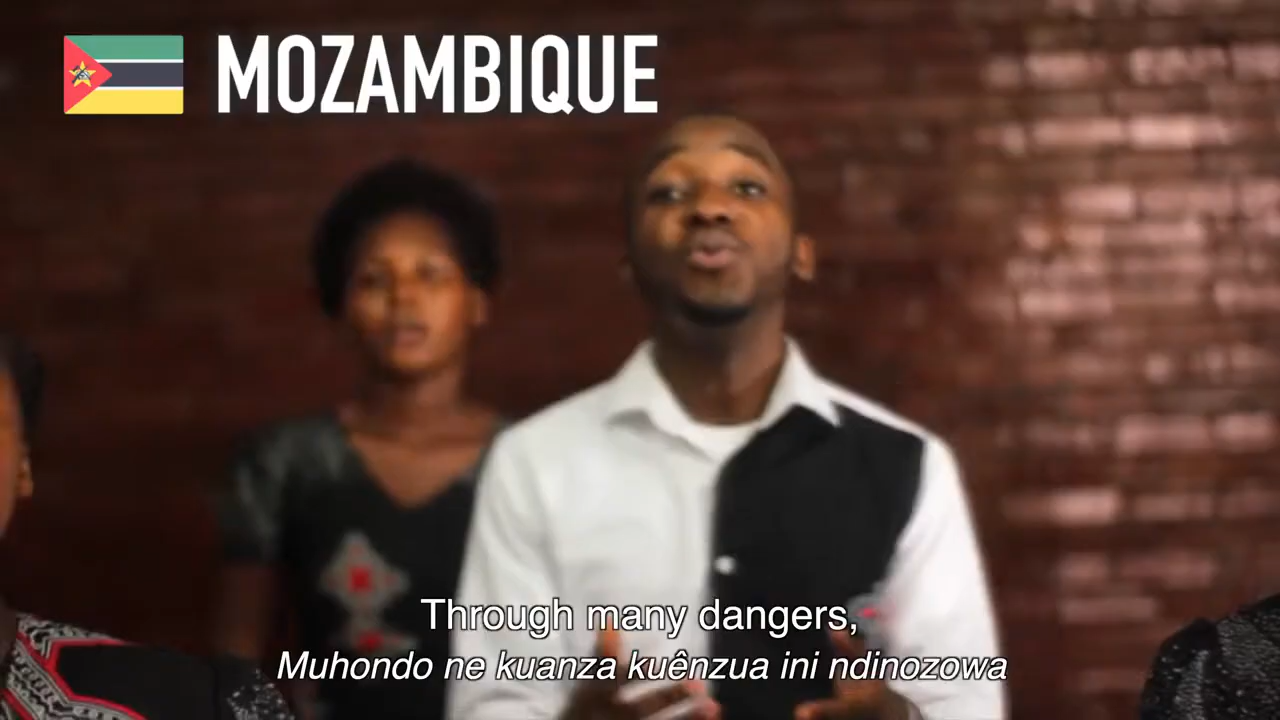 MOZAMBIQUE
Through many dangers,
Muhondo ne kuanza kuênzua ini ndinozowa